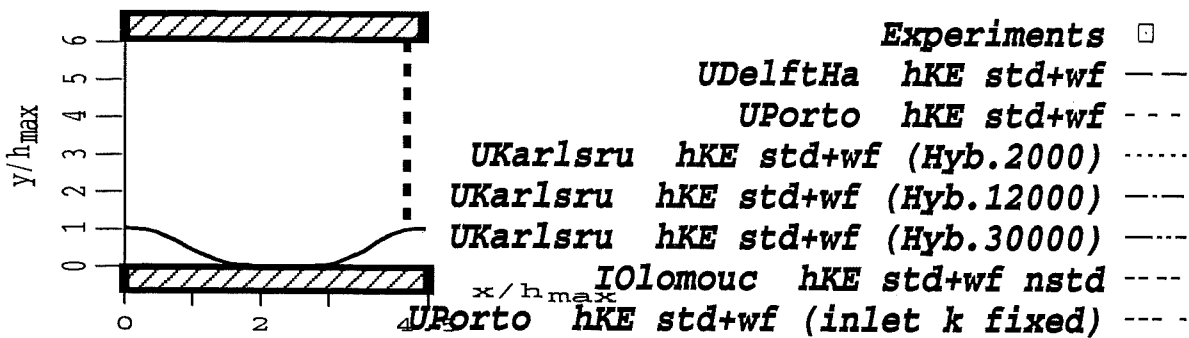 Experiments
UDelftHa hKE std+wf
UPorto hKE std+wf
UKarlsru hKE std+wf (Hyb.2000)
UKarlsru hKE std+wf (Hyb.12000)
UKarlsru hKE std+wf (Hyb.30000)
IOlomouc hKE std+wf nstd
UPorto hKE std+wf (inlet k fixed)
y/hmax
6
5
4
3
2
1
0
x/hmax
0
2
4